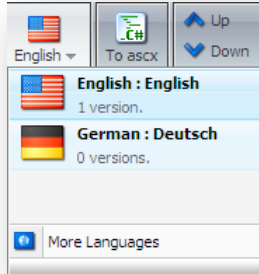 C#
Up
English
To ascx
Down
English : English
1 version.
German : Deutsch
0 versions.
More Languages